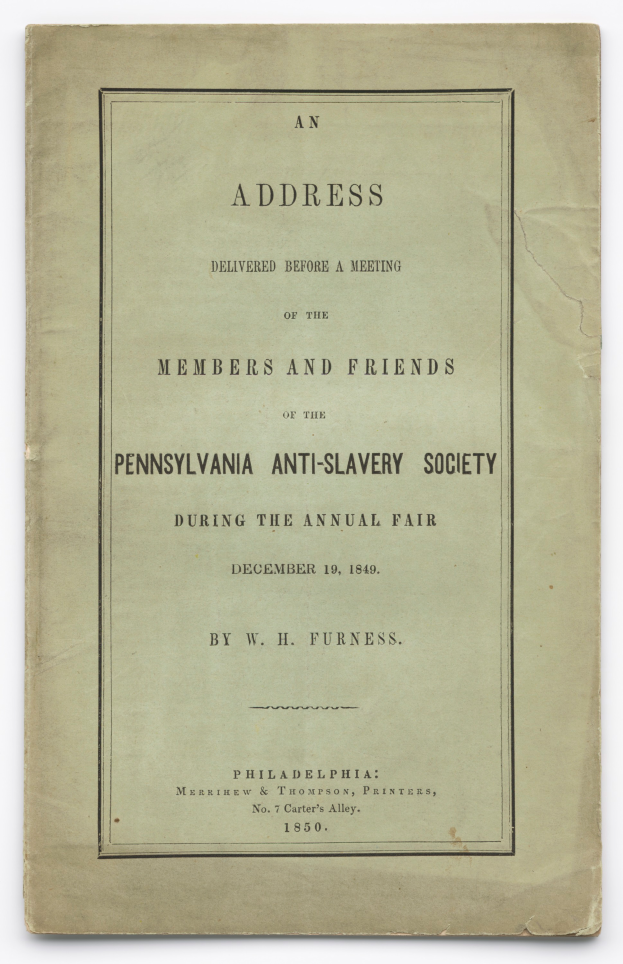 AN
ADDRESS
DELIVERED BEFORE A MEETING
OF THE
MEMBERS AND FRIENDS
OF THE
PENNSYLVANIA ANTI-SLAVERY SOCIETY
DURING THE ANNUAL FAIR
DECEMBER 19, 1849.
BY W. H. FURNESS.
PHILADELPHIA:
MERRIHEW & THOMPSON, PRINTERS,
No. 7 Carter's Alley.
1850.